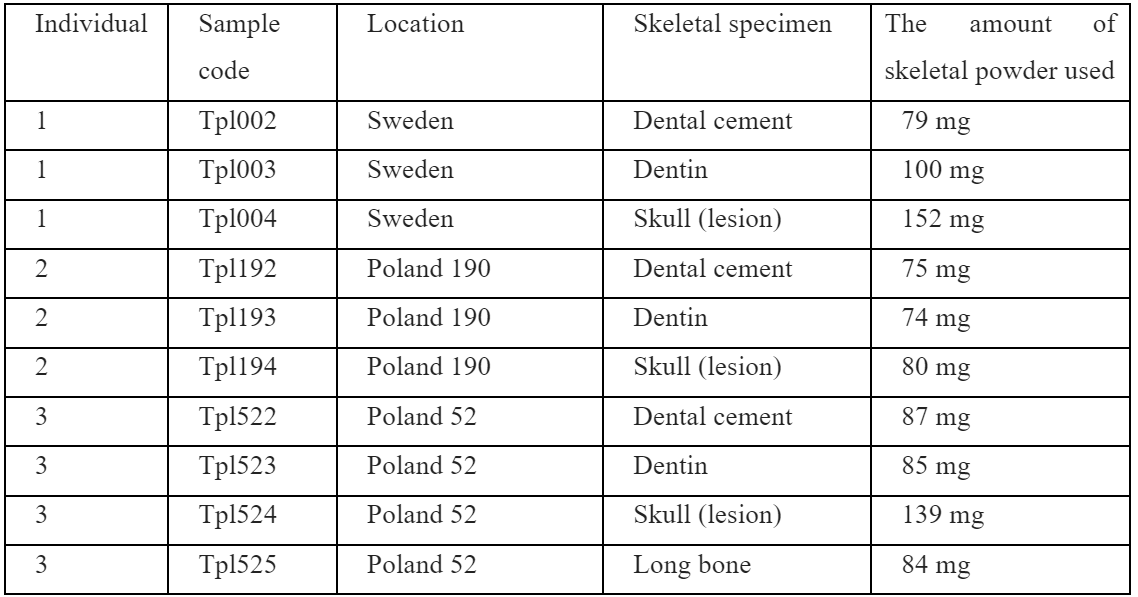 Individual Sample code Location Skeletal specimen The amount of skeletal powder used
1 Tpl002 Sweden Dental cement 79 mg
1 Tpl003 Sweden Dentin 100 mg
1 Tpl004 Sweden Skull (lesion) 152 mg
2 Tpl192 Poland 190 Dental cement 75 mg
2 Tpl193 Poland 190 Dentin 74 mg
2 Tpl194 Poland 190 Skull (lesion) 80 mg
3 Tpl522 Poland 52 Dental cement 87 mg
3 Tpl523 Poland 52 Dentin 85 mg
3 Tpl524 Poland 52 Skull (lesion) 139 mg
3 Tpl525 Poland 52 Long bone 84 mg